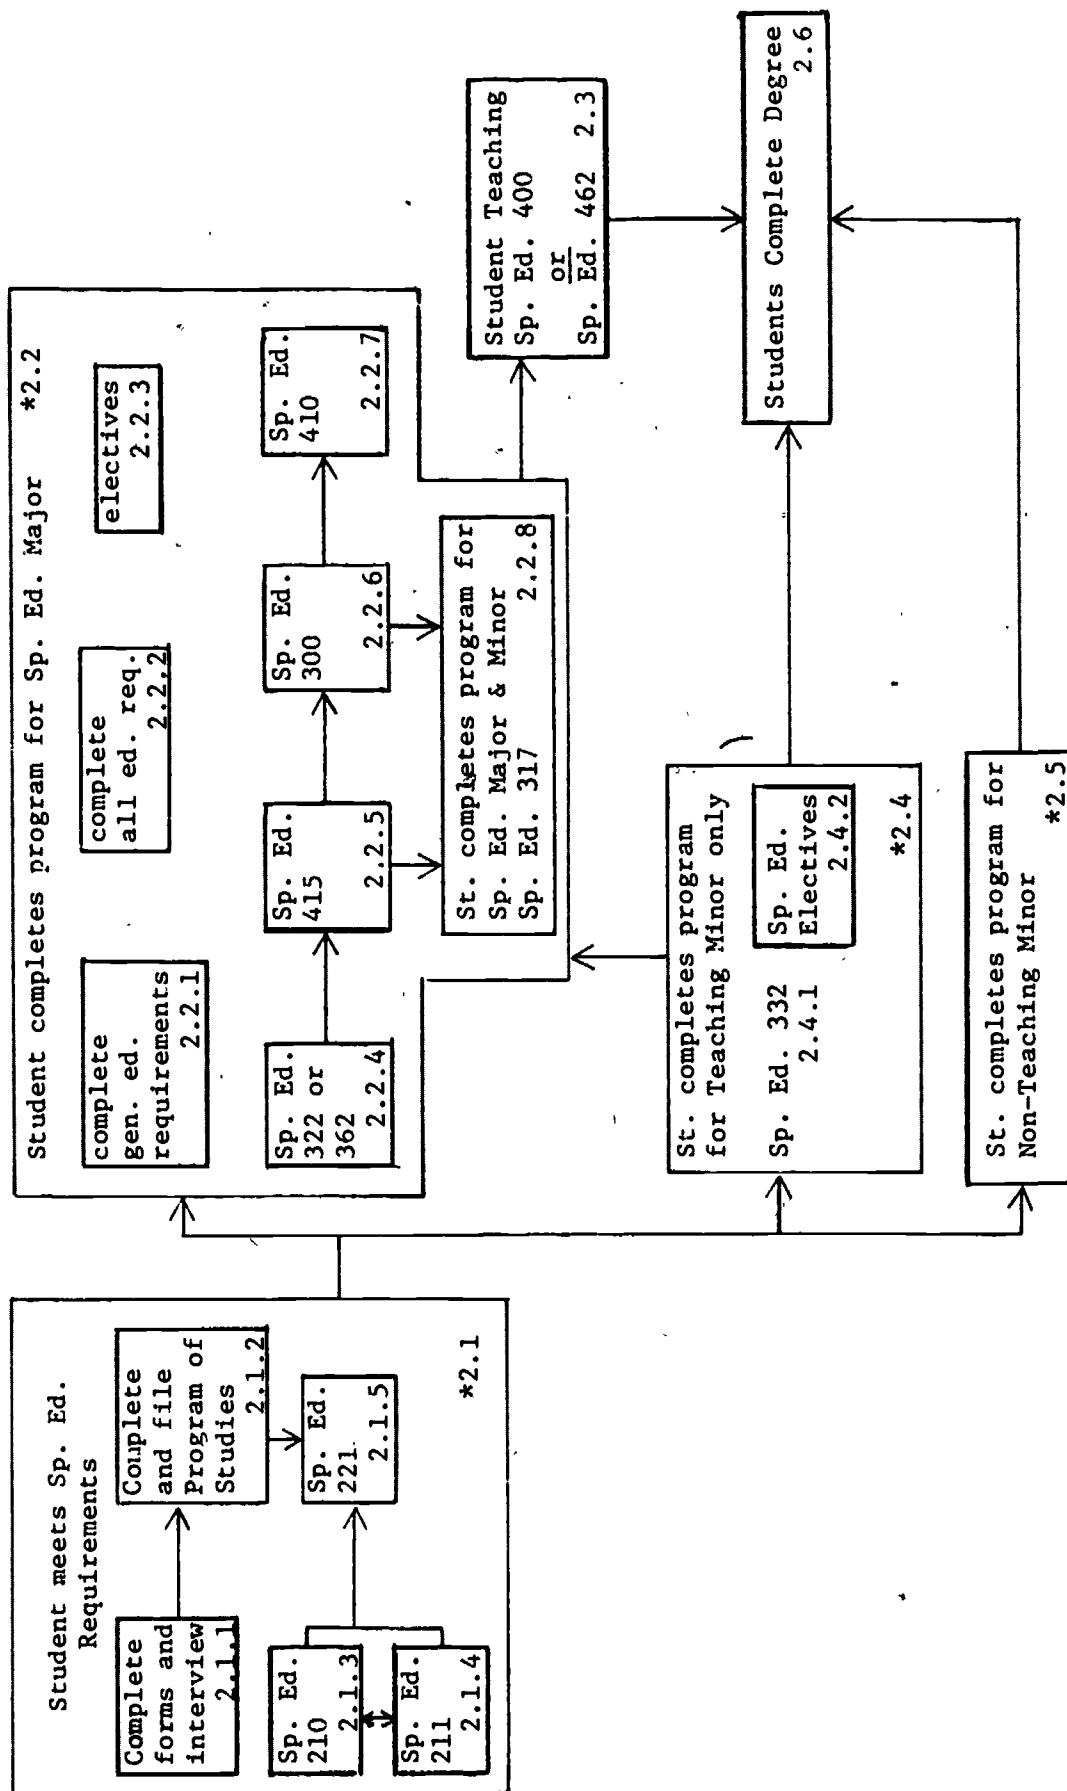 Student meets Sp. Ed.
Requirements
Complete
forms and
interview
2.1.1
Complete
and file
Program of
Studies
2.1.2
Sp. Ed.
210
2.1.3
Sp. Ed.
211
2.1.4
Sp. Ed.
221
2.1.5
*2.1
Student completes program for Sp. Ed. Major *2.2
complete
gen. ed.
requirements
2.2.1
complete
all ed. req.
2.2.2
electives
2.2.3
Sp. Ed.
322 or
362
2.2.4
Sp. Ed.
415
2.2.5
Sp. Ed.
300
2.2.6
Sp. Ed.
410
2.2.7
St. completes program for
Sp. Ed. Major & Minor
Sp. Ed. 317 2.2.8
Student Teaching
Sp. Ed. 400
or
Sp. Ed. 462 2.3
St. completes program
for Teaching Minor only
Sp. Ed. 332
2.4.1
Sp. Ed.
Electives
2.4.2
*2.4
St. completes program for
Non-Teaching Minor
*2.5
Students Complete Degree
2.6